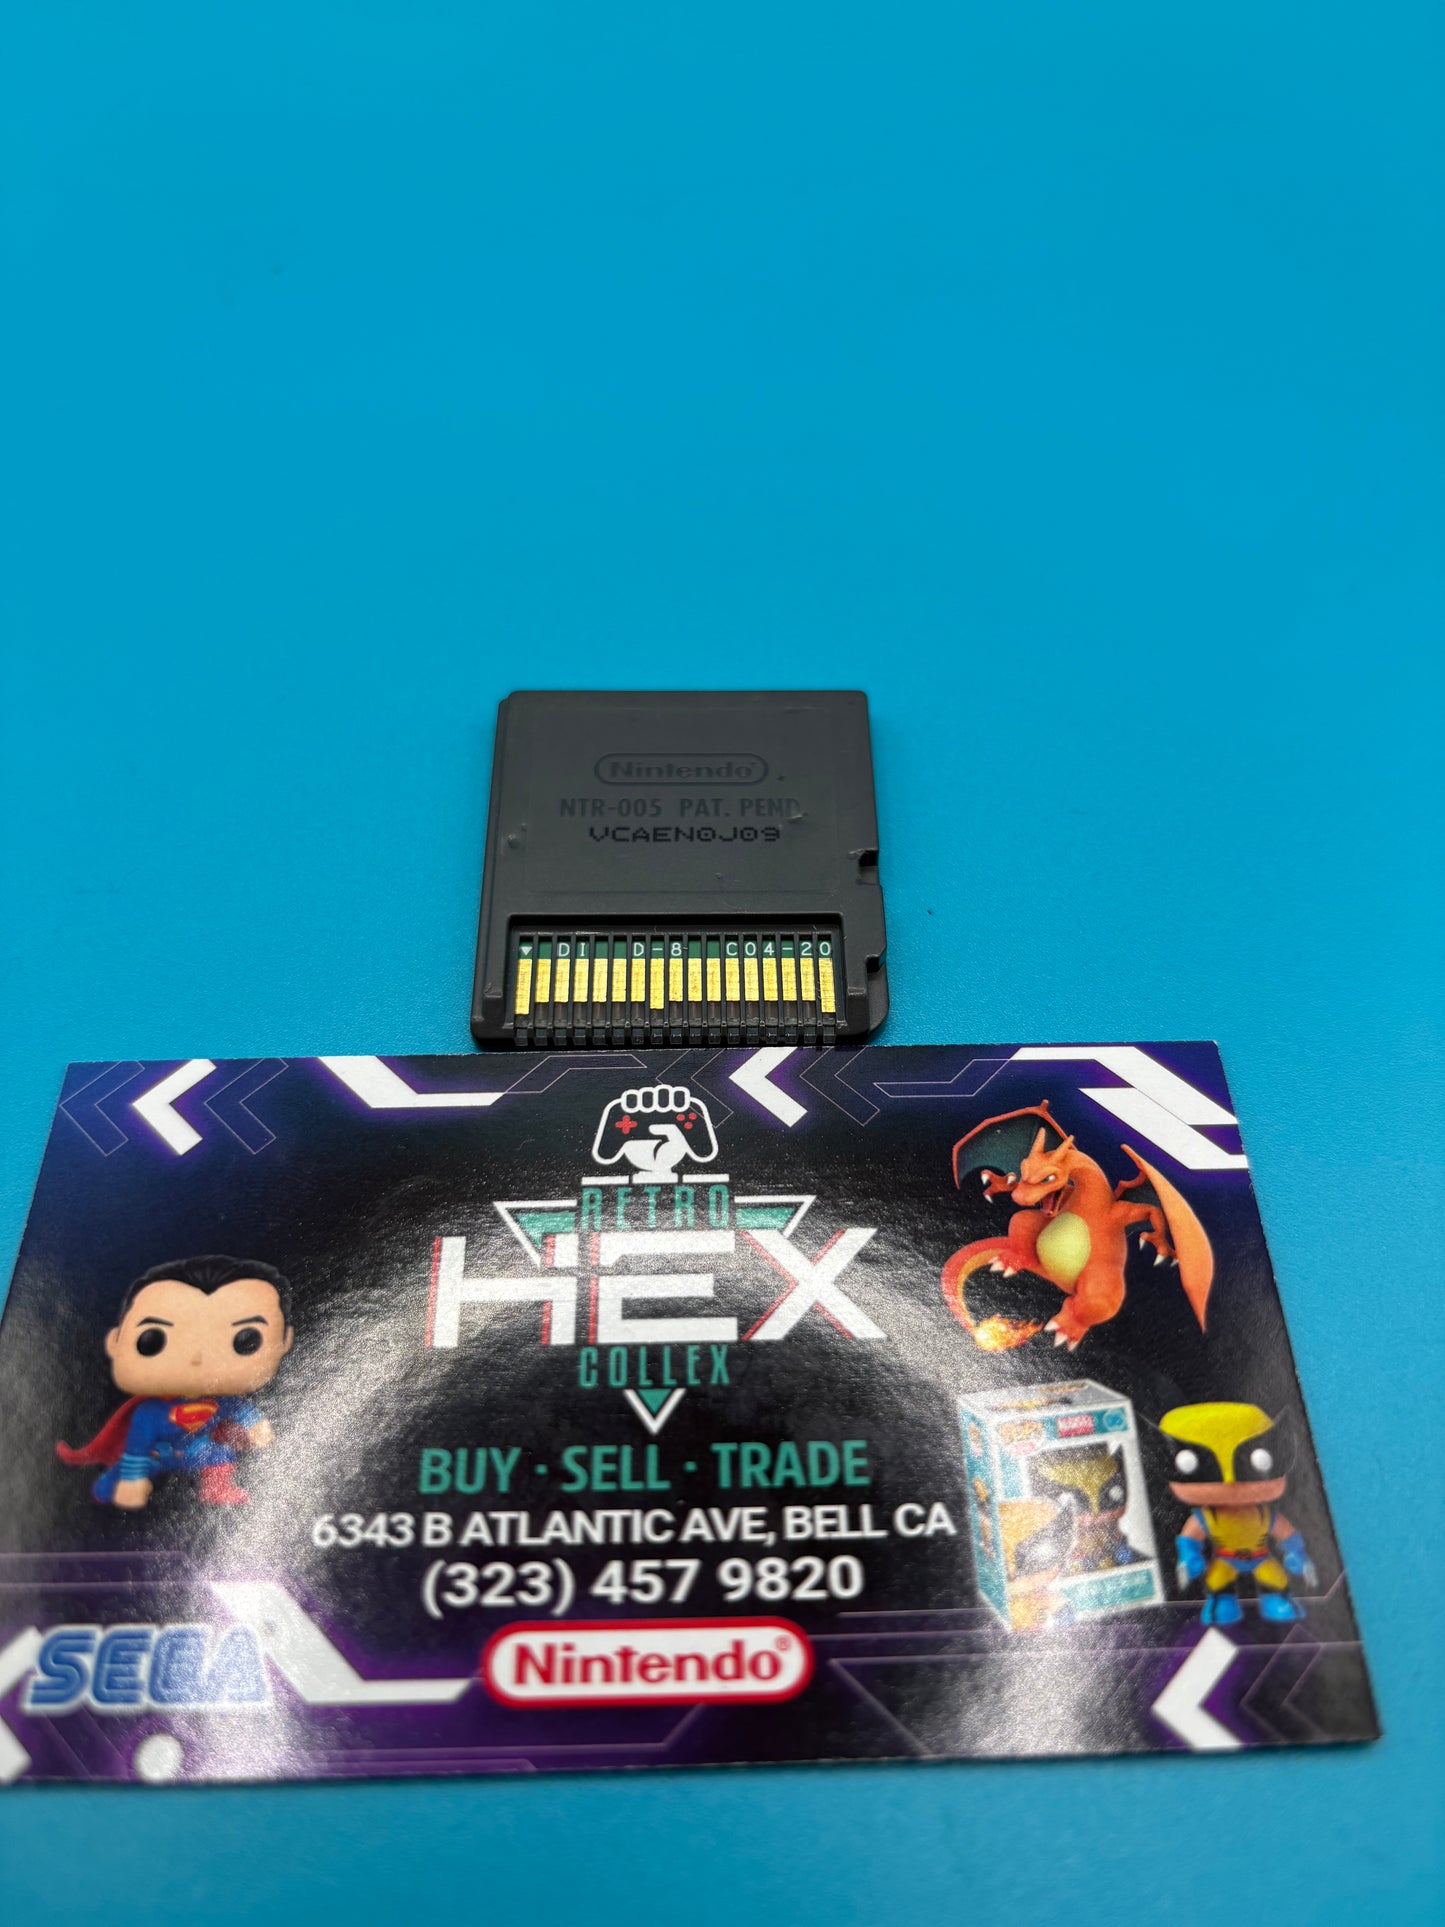 Nintendo
NTR-005 PAT. PEND.
VCAEN0J09
▼ DI D-8 C04-20
RETRO
HEX
COLLEX
BUY · SELL · TRADE
6343 B ATLANTIC AVE, BELL CA
(323) 457 9820
SEGA
Nintendo®